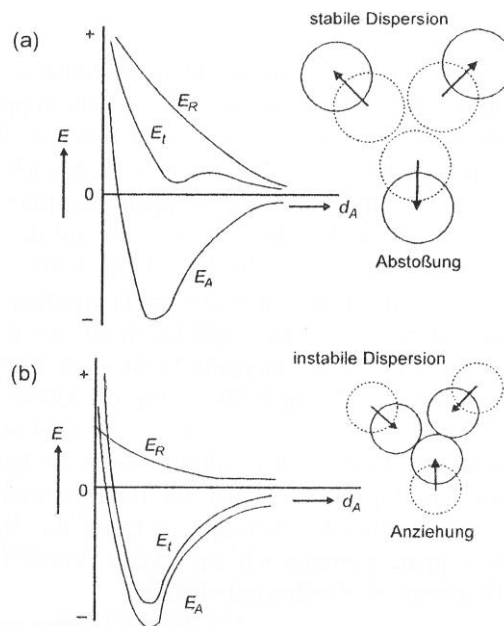 (a)
stabile Dispersion
+
E_R
E_t
E
0
d_A
E_A
Abstoßung
–
(b)
instabile Dispersion
+
E
E_R
0
d_A
E_t
Anziehung
E_A
–